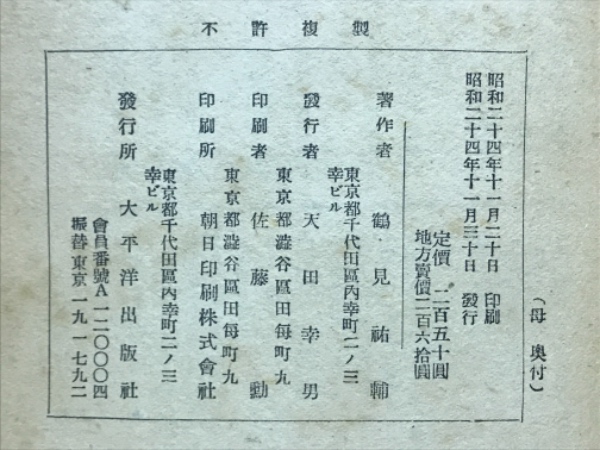 （母 奥付）
昭和二十四年十一月二十日 印刷
昭和二十四年十一月三十日 發行
定價 二百五十圓
地方賣價二百六拾圓
著作者 鶴見祐輔
東京都千代田區內幸町二ノ三
幸ビル
發行者 天田幸男
東京都澁谷區田每町九
印刷者 佐藤勳
東京都澁谷區田每町九
印刷所 朝日印刷株式會社
東京都千代田區內幸町二ノ三
幸ビル
發行所 大平洋出版社
會員番號A一二〇〇〇四
振替東京一九一七九二
不許複製